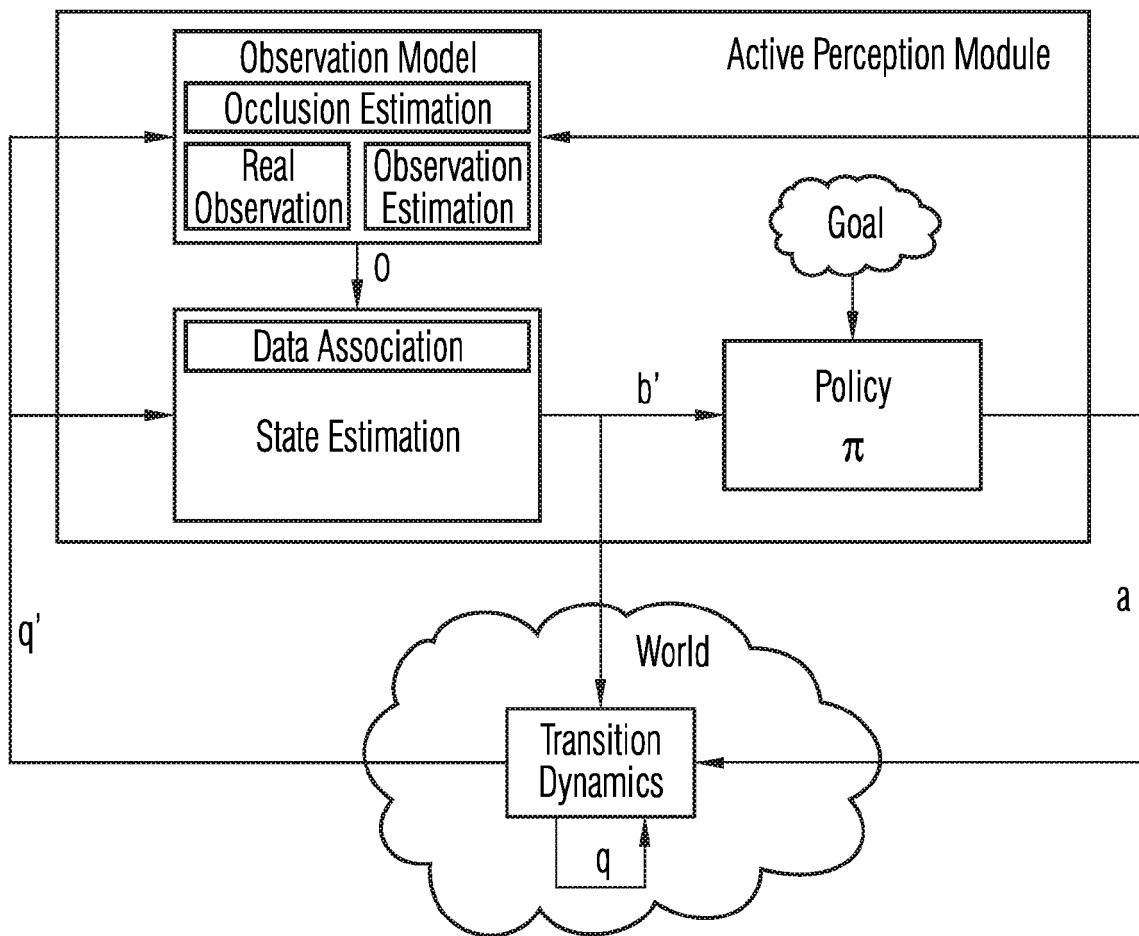 Observation Model
Active Perception Module
Occlusion Estimation
Real
Observation
Observation
Estimation
Goal
O
Data Association
b'
Policy
π
State Estimation
a
q'
World
Transition
Dynamics
q